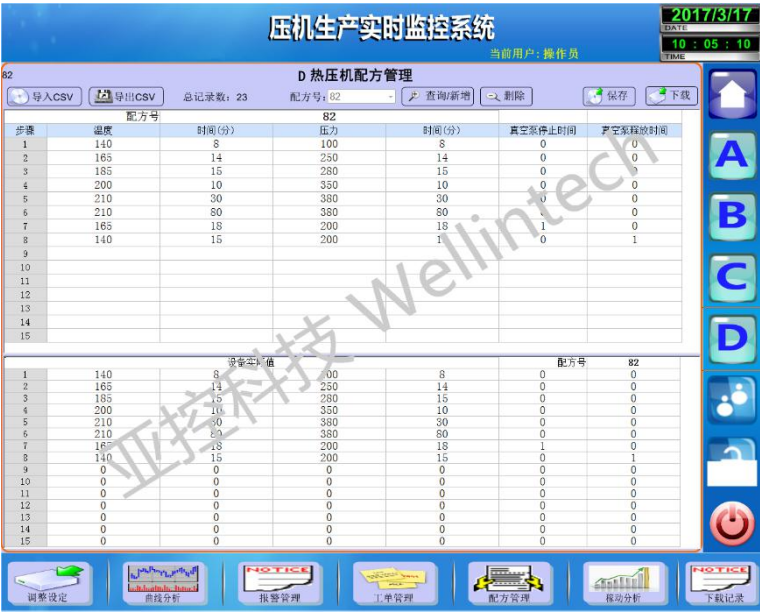 压机生产实时监控系统
2017/3/17
DATE
当前用户：操作员
10 : 05 : 10
TIME
82
D 热压机配方管理
导入CSV 导出CSV 总记录数：23 配方号：82 查询/新增 删除 保存 下载
配方号 82
步骤 温度 时间(分) 压力 时间(分) 真空泵停止时间 真空泵释放时间
1 140 8 100 8 0 0
2 165 14 250 14 0 0
3 185 15 280 15 0
4 200 10 350 10 0 0
5 210 30 380 30 0 0
6 210 80 380 80 0
7 165 18 200 18 1 0
8 140 15 200 0 1
9
10
11
12
13
14
15
设备实际值 配方号 82
1 140 8 100 8 0 0
2 165 14 250 14 0 0
3 185 15 280 15 0 0
4 200 10 350 10 0 0
5 210 30 380 30 0 0
6 210 80 380 80 0 0
7 165 18 200 18 1 0
8 140 15 200 15 0 1
9 0 0 0 0 0 0
10 0 0 0 0 0 0
11 0 0 0 0 0 0
12 0 0 0 0 0 0
13 0 0 0 0 0 0
14 0 0 0 0 0 0
15 0 0 0 0 0 0
亚控科技 Wellintech
A
B
C
D
NOTICE NOTICE
调整设定 曲线分析 报警管理 工单管理 配方管理 稼动分析 下载记录